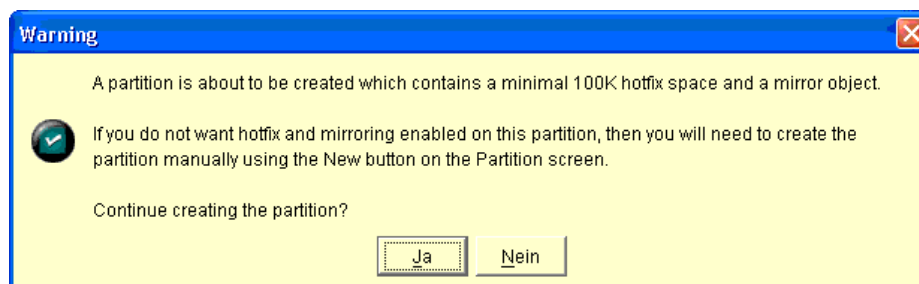 Warning
A partition is about to be created which contains a minimal 100K hotfix space and a mirror object.
If you do not want hotfix and mirroring enabled on this partition, then you will need to create the
partition manually using the New button on the Partition screen.
Continue creating the partition?
Ja Nein